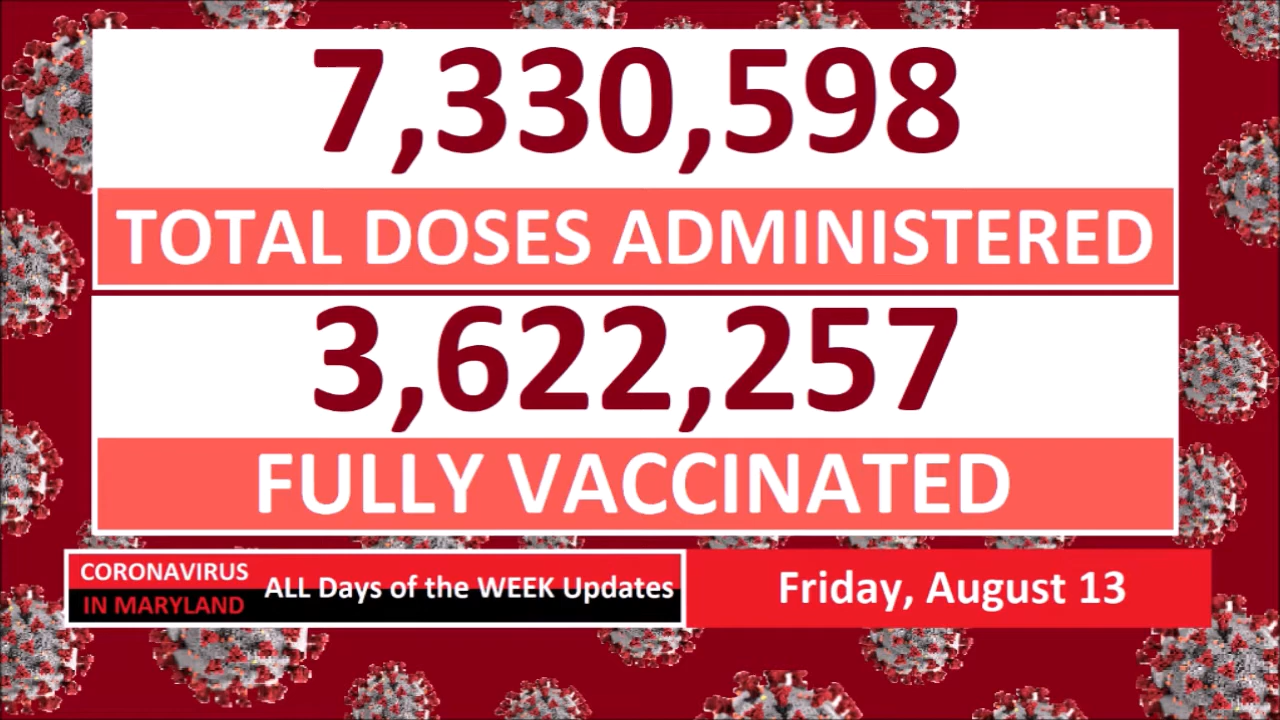 7,330,598
TOTAL DOSES ADMINISTERED
3,622,257
FULLY VACCINATED
CORONAVIRUS
IN MARYLAND
ALL Days of the WEEK Updates
Friday, August 13